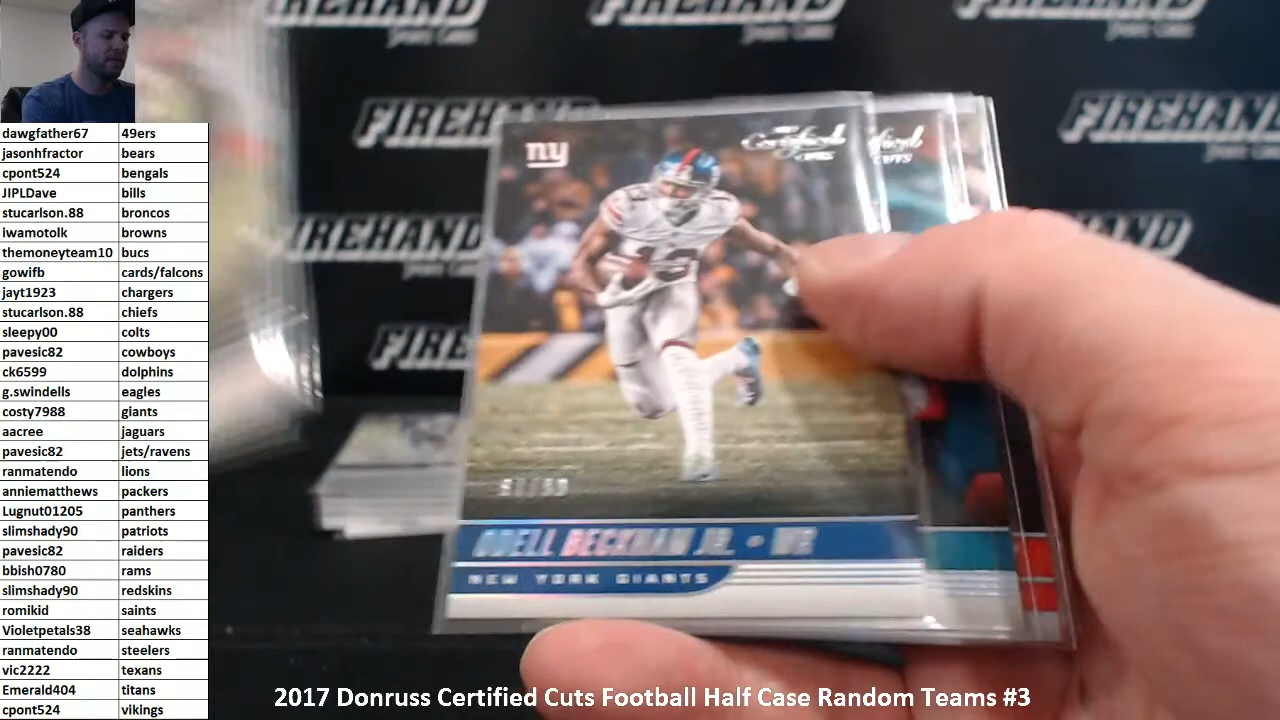 dawgfather67 49ers
jasonhfractor bears
cpont524 bengals
JIPLDave bills
stucarlson.88 broncos
iwamotolk browns
themoneyteam10 bucs
gowifb cards/falcons
jayt1923 chargers
stucarlson.88 chiefs
sleepy00 colts
pavesic82 cowboys
ck6599 dolphins
g.swindells eagles
costy7988 giants
aacree jaguars
pavesic82 jets/ravens
ranmatendo lions
anniematthews packers
Lugnut01205 panthers
slimshady90 patriots
pavesic82 raiders
bbish0780 rams
slimshady90 redskins
romikid saints
Violetpetals38 seahawks
ranmatendo steelers
vic2222 texans
Emerald404 titans
cpont524 vikings
FIREHAND
FIREHAND
FIREHAND
ny
Certified
CUTS
13
ODELL BECKHAM JR. • WR
NEW YORK GIANTS
2017 Donruss Certified Cuts Football Half Case Random Teams #3